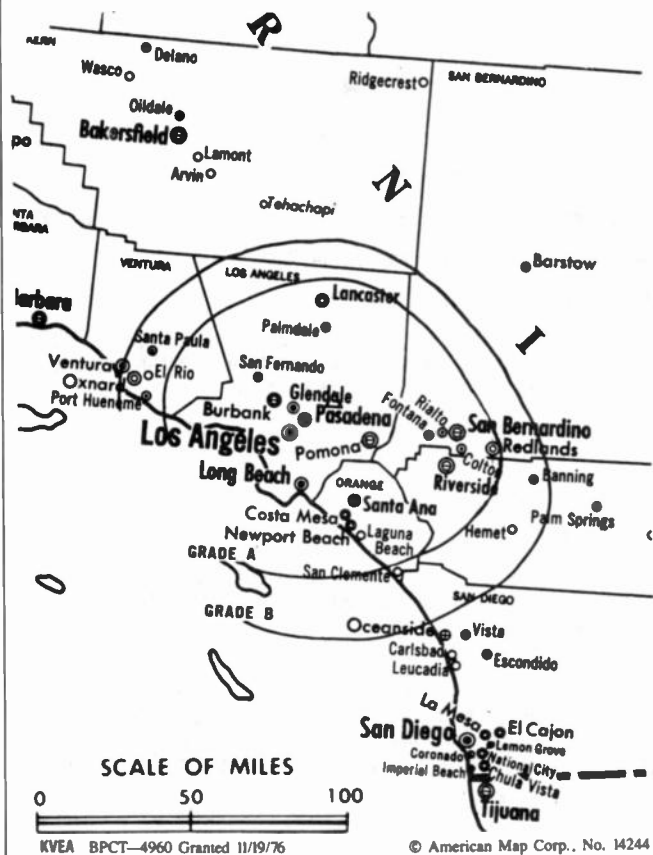 R
KERN
Delano
Wasco
Ridgecrest
SAN BERNARDINO
Oildale
Bakersfield
po
Lamont
Arvin
N
Tehachapi
NTA
RBARA
VENTURA
LOS ANGELES
Barstow
Lancaster
larbara
Palmdale
I
Santa Paula
San Fernando
Ventura
El Rio
Oxnard
Port Hueneme
Glendale
Burbank
Pasadena
Rialto
Fontana
San Bernardino
Los Angeles
Pomona
Redlands
Colton
Long Beach
Riverside
Banning
ORANGE
Santa Ana
Palm Springs
Costa Mesa
Newport Beach
Laguna
Beach
Hemet
GRADE A
San Clemente
SAN DIEGO
GRADE B
Oceanside
Vista
Carlsbad
Leucadia
Escondido
La Mesa
San Diego
El Cajon
Lemon Grove
Coronado
National City
Imperial Beach
Chula Vista
Tijuana
SCALE OF MILES
0 50 100
KVEA BPCT—4960 Granted 11/19/76 © American Map Corp., No. 14244